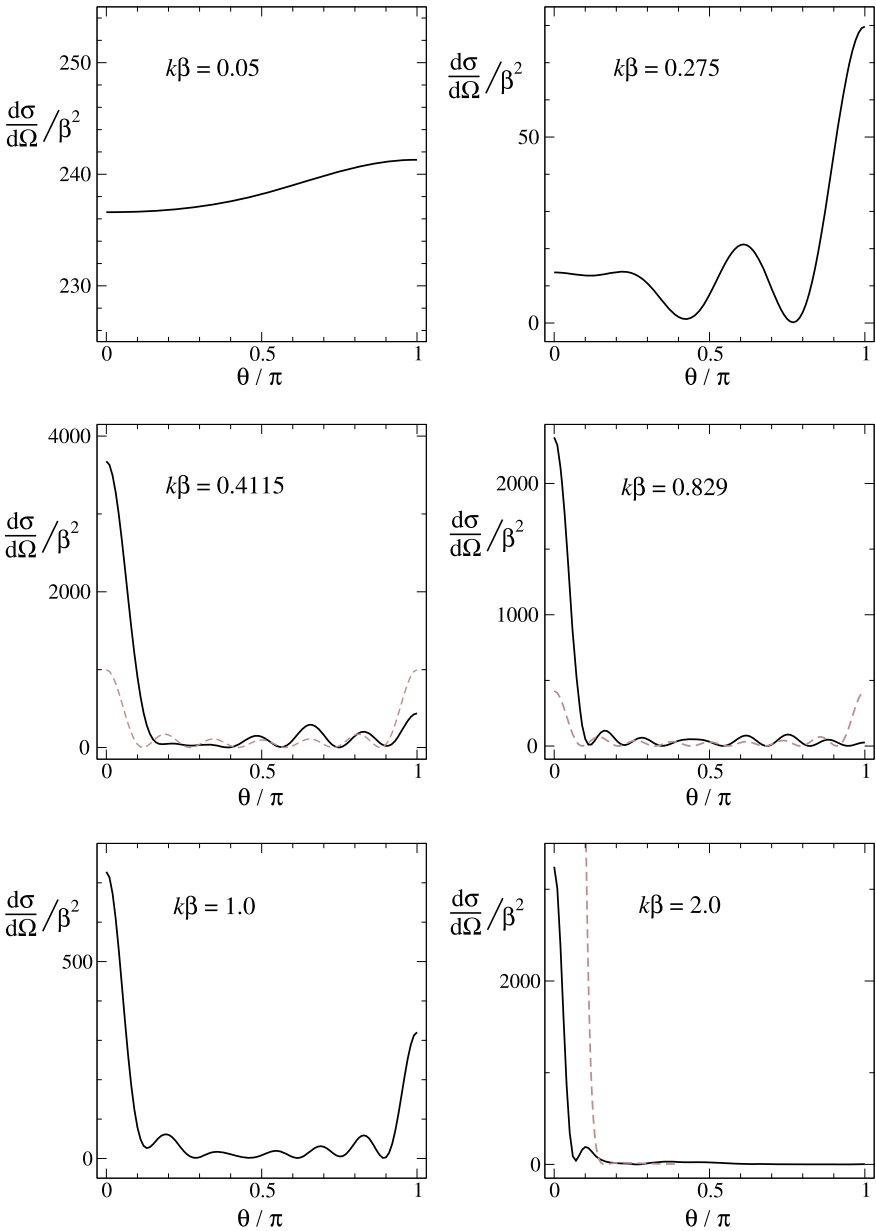 kβ = 0.05
250
240
230
dσ
dΩ /β²
0 0.5 1
θ / π
kβ = 0.275
dσ
dΩ /β²
50
0
0 0.5 1
θ / π
4000
kβ = 0.4115
dσ
dΩ /β²
2000
0
0 0.5 1
θ / π
kβ = 0.829
2000
dσ
dΩ /β²
1000
0
0 0.5 1
θ / π
kβ = 1.0
dσ
dΩ /β²
500
0
0 0.5 1
θ / π
kβ = 2.0
dσ
dΩ /β²
2000
0
0 0.5 1
θ / π